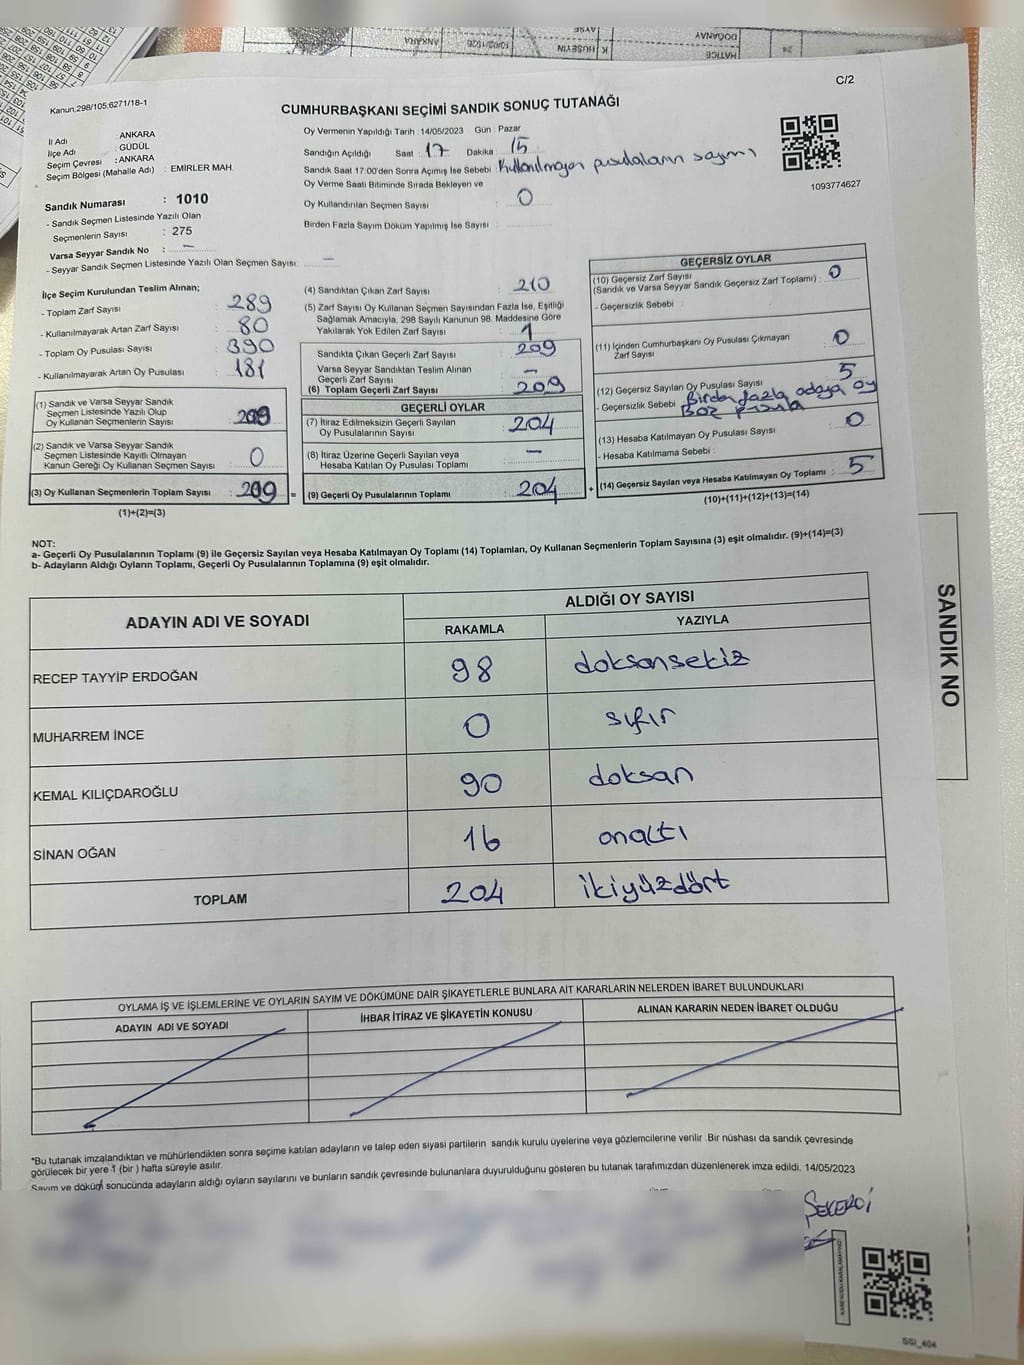 HATİCE
24
DOĞANAY
AYŞE
K HÜSEYİN
10/02/1926
ANKARA
Kanun,298/105,6271/18-1
C/2
CUMHURBAŞKANI SEÇİMİ SANDIK SONUÇ TUTANAĞI
İl Adı : ANKARA
İlçe Adı : GÜDÜL
Seçim Çevresi : ANKARA
Seçim Bölgesi (Mahalle Adı) : EMİRLER MAH.
Oy Vermenin Yapıldığı Tarih : 14/05/2023 Gün : Pazar
Sandığın Açıldığı Saat : 17 Dakika : 15
Sandık Saat 17:00'den Sonra Açımış İse Sebebi : Kullanılmayan pusulaların sayımı
Oy Verme Saati Bitiminde Sırada Bekleyen ve
Oy Kullandırılan Seçmen Sayısı : 0
Birden Fazla Sayım Döküm Yapılmış İse Sayısı :
1093774627
Sandık Numarası : 1010
- Sandık Seçmen Listesinde Yazılı Olan
Seçmenlerin Sayısı : 275
Varsa Seyyar Sandık No : –
- Seyyar Sandık Seçmen Listesinde Yazılı Olan Seçmen Sayısı: –
İlçe Seçim Kurulundan Teslim Alınan;
- Toplam Zarf Sayısı : 289
- Kullanılmayarak Artan Zarf Sayısı : 80
- Toplam Oy Pusulası Sayısı : 390
- Kullanılmayarak Artan Oy Pusulası : 181
(1) Sandık ve Varsa Seyyar Sandık
Seçmen Listesinde Yazılı Olup
Oy Kullanan Seçmenlerin Sayısı : 209
(2) Sandık ve Varsa Seyyar Sandık
Seçmen Listesinde Kayıtlı Olmayan
Kanun Gereği Oy Kullanan Seçmen Sayısı : 0
(3) Oy Kullanan Seçmenlerin Toplam Sayısı : 209 =
(1)+(2)=(3)
(4) Sandıktan Çıkan Zarf Sayısı : 210
(5) Zarf Sayısı Oy Kullanan Seçmen Sayısından Fazla İse, Eşitliği
Sağlamak Amacıyla, 298 Sayılı Kanunun 98. Maddesine Göre
Yakılarak Yok Edilen Zarf Sayısı : 1
Sandıkta Çıkan Geçerli Zarf Sayısı : 209
Varsa Seyyar Sandıktan Teslim Alınan
Geçerli Zarf Sayısı : –
(6) Toplam Geçerli Zarf Sayısı : 209
GEÇERLİ OYLAR
(7) İtiraz Edilmeksizin Geçerli Sayılan
Oy Pusulalarının Sayısı : 204
(8) İtiraz Üzerine Geçerli Sayılan veya
Hesaba Katılan Oy Pusulası Toplamı : –
(9) Geçerli Oy Pusulalarının Toplamı : 204 +
GEÇERSİZ OYLAR
(10) Geçersiz Zarf Sayısı
(Sandık ve Varsa Seyyar Sandık Geçersiz Zarf Toplamı) : 0
- Geçersizlik Sebebi :
(11) İçinden Cumhurbaşkanı Oy Pusulası Çıkmayan
Zarf Sayısı : 0
(12) Geçersiz Sayılan Oy Pusulası Sayısı : 5
- Geçersizlik Sebebi : Birden fazla adaya oy
Boz pusula
(13) Hesaba Katılmayan Oy Pusulası Sayısı : 0
- Hesaba Katılmama Sebebi :
(14) Geçersiz Sayılan veya Hesaba Katılmayan Oy Toplamı : 5
(10)+(11)+(12)+(13)=(14)
NOT:
a- Geçerli Oy Pusulalarının Toplamı (9) ile Geçersiz Sayılan veya Hesaba Katılmayan Oy Toplamı (14) Toplamları, Oy Kullanan Seçmenlerin Toplam Sayısına (3) eşit olmalıdır. (9)+(14)=(3)
b- Adayların Aldığı Oyların Toplamı, Geçerli Oy Pusulalarının Toplamına (9) eşit olmalıdır.
ADAYIN ADI VE SOYADI
ALDIĞI OY SAYISI
RAKAMLA YAZIYLA
RECEP TAYYİP ERDOĞAN 98 doksansekiz
MUHARREM İNCE 0 sıfır
KEMAL KILIÇDAROĞLU 90 doksan
SİNAN OĞAN 16 onaltı
TOPLAM 204 ikiyüzdört
SANDIK NO
OYLAMA İŞ VE İŞLEMLERİNE VE OYLARIN SAYIM VE DÖKÜMÜNE DAİR ŞİKAYETLERLE BUNLARA AİT KARARLARIN NELERDEN İBARET BULUNDUKLARI
ADAYIN ADI VE SOYADI İHBAR İTİRAZ VE ŞİKAYETİN KONUSU ALINAN KARARIN NEDEN İBARET OLDUĞU
*Bu tutanak imzalandıktan ve mühürlendikten sonra seçime katılan adayların ve talep eden siyasi partilerin sandık kurulu üyelerine veya gözlemcilerine verilir .Bir nüshası da sandık çevresinde
görülecek bir yere 1 (bir ) hafta süreyle asılır.
Sayım ve döküm sonucunda adayların aldığı oyların sayılarını ve bunların sandık çevresinde bulunanlara duyurulduğunu gösteren bu tutanak tarafımızdan düzenlenerek imza edildi. 14/05/2023
ŞEKERCİ
KARE KODU KARALAMAYINIZ
SSI_404